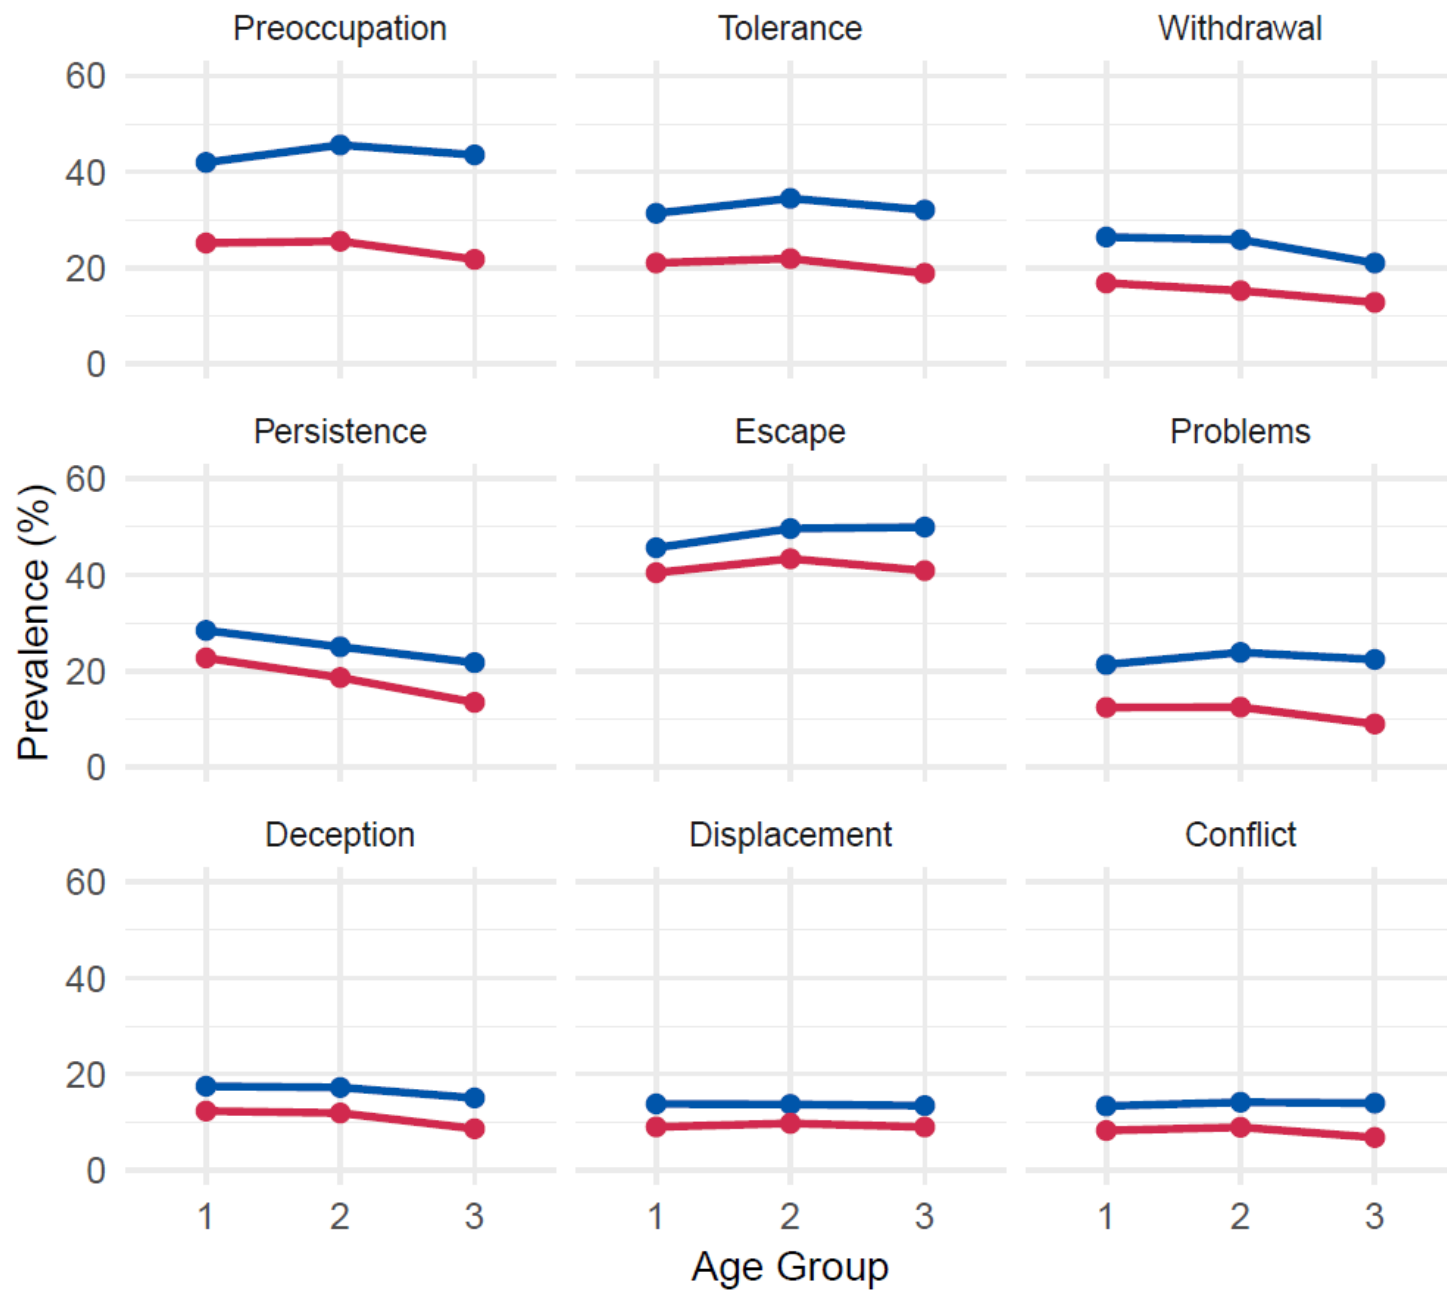 Preoccupation Tolerance Withdrawal
60
40
20
0
Persistence Escape Problems
Prevalence (%)
60
40
20
0
Deception Displacement Conflict
60
40
20
0
1 2 3 1 2 3 1 2 3
Age Group